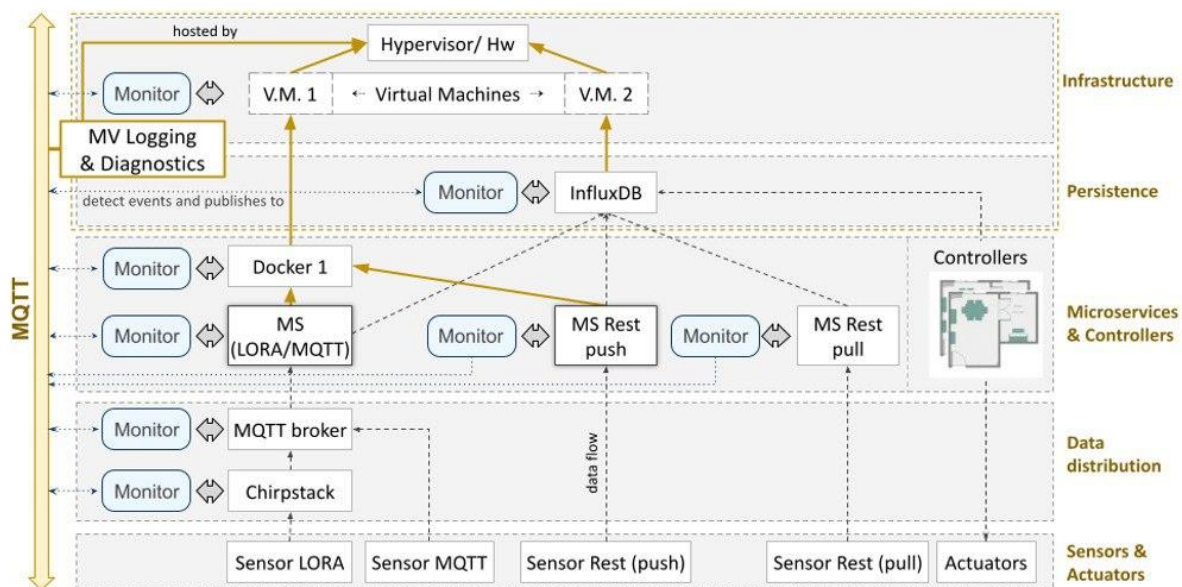 hosted by
Hypervisor/ Hw
Infrastructure
Monitor
V.M. 1
Virtual Machines
V.M. 2
MV Logging
& Diagnostics
Monitor
InfluxDB
Persistence
detect events and publishes to
MQTT
Monitor
Docker 1
Controllers
Monitor
MS
(LORA/MQTT)
Monitor
MS Rest
push
Monitor
MS Rest
pull
Microservices
& Controllers
Monitor
MQTT broker
data flow
Data
distribution
Monitor
Chirpstack
Sensor LORA
Sensor MQTT
Sensor Rest (push)
Sensor Rest (pull)
Actuators
Sensors &
Actuators